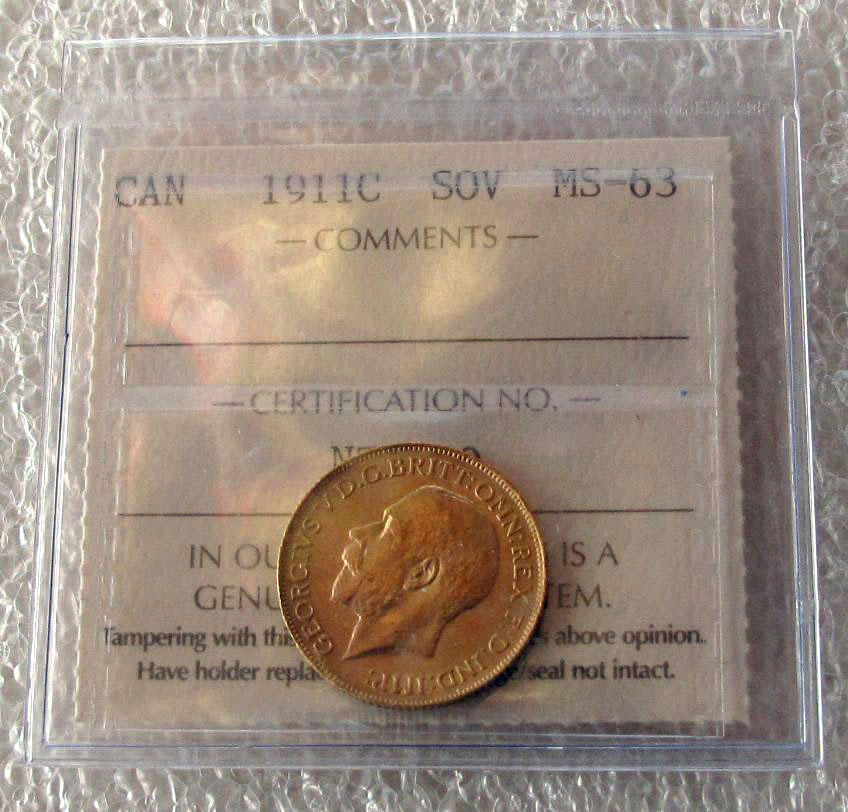 CAN 1911C SOV MS-63
— COMMENTS —
— CERTIFICATION NO. —
GEORGIVS V D.G.BRITT:OMN:REX F.D.IND:IMP:
IN OU IS A
GENU TEM.
Tampering with this above opinion.
Have holder repla /seal not intact.